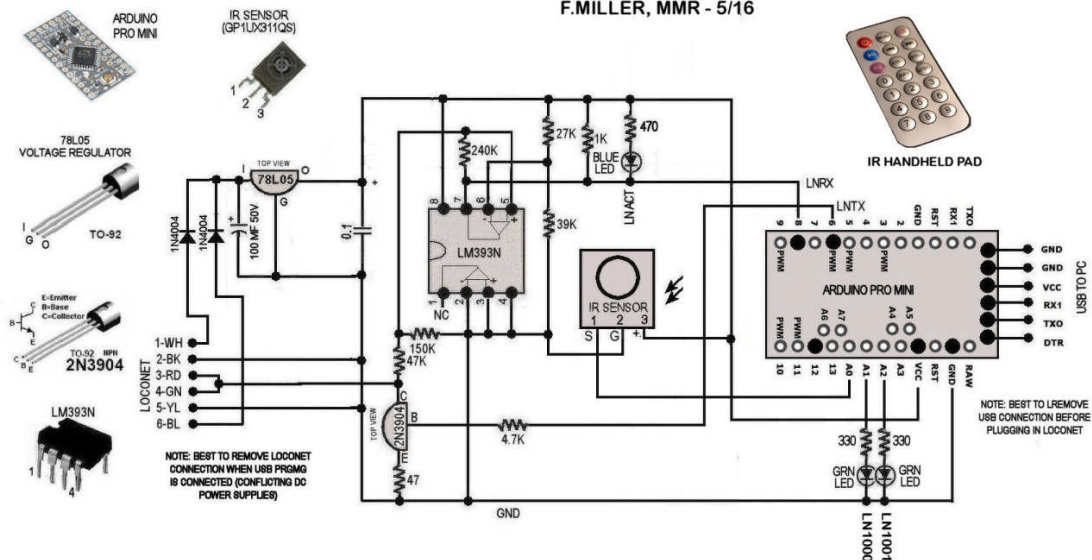 F.MILLER, MMR - 5/16
ARDUINO
PRO MINI
IR SENSOR
(GP1UX311QS)
1
2
3
IR HANDHELD PAD
78L05
VOLTAGE REGULATOR
I
G
O
TO-92
TOP VIEW
I
78L05
O
G
+
1N4004
1N4004
+
100 MF 50V
0.1
240K
27K
1K
470
BLUE
LED
LNACT
39K
LNRX
LNTX
8
7
6
5
LM393N
1
2
3
4
NC
150K
47K
IR SENSOR
1
2
3
S
G
+
9
8
7
6
5
4
3
2
GND
RST
RX1
TXO
PWM
PWM
PWM
PWM
ARDUINO PRO MINI
A6
A7
A4
A5
PWM
PWM
10
11
12
13
A0
A1
A2
A3
VCC
RST
GND
RAW
GND
GND
VCC
RX1
TXO
DTR
USBTOPC
NOTE: BEST TO LREMOVE
USB CONNECTION BEFORE
PLUGGING IN LOCONET
E=Emitter
B=Base
C=Collector
C
B
E
C
B
E
TO-92 NPN
2N3904
LOCONET
1-WH
2-BK
3-RD
4-GN
5-YL
6-BL
TOP VIEW
2N3904
C
B
E
4.7K
47
LM393N
1
4
NOTE: BEST TO REMOVE LOCONET
CONNECTION WHEN USB PRGMG
IS CONNECTED (CONFLICTING DC
POWER SUPPLIES)
GND
330
330
GRN
LED
GRN
LED
LN1000
LN1001